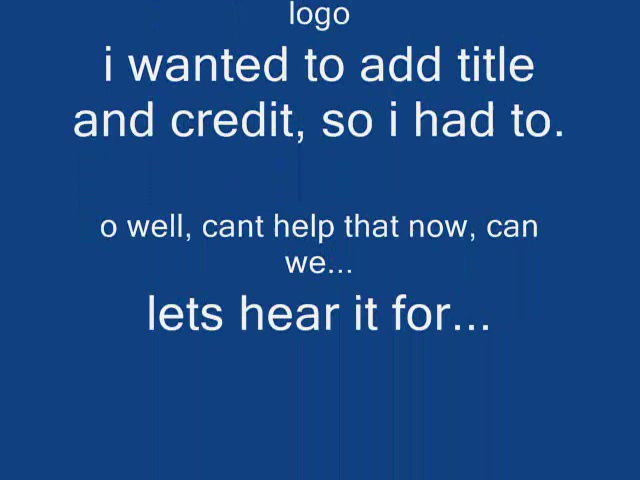 logo
i wanted to add title
and credit, so i had to.
o well, cant help that now, can
we...
lets hear it for...